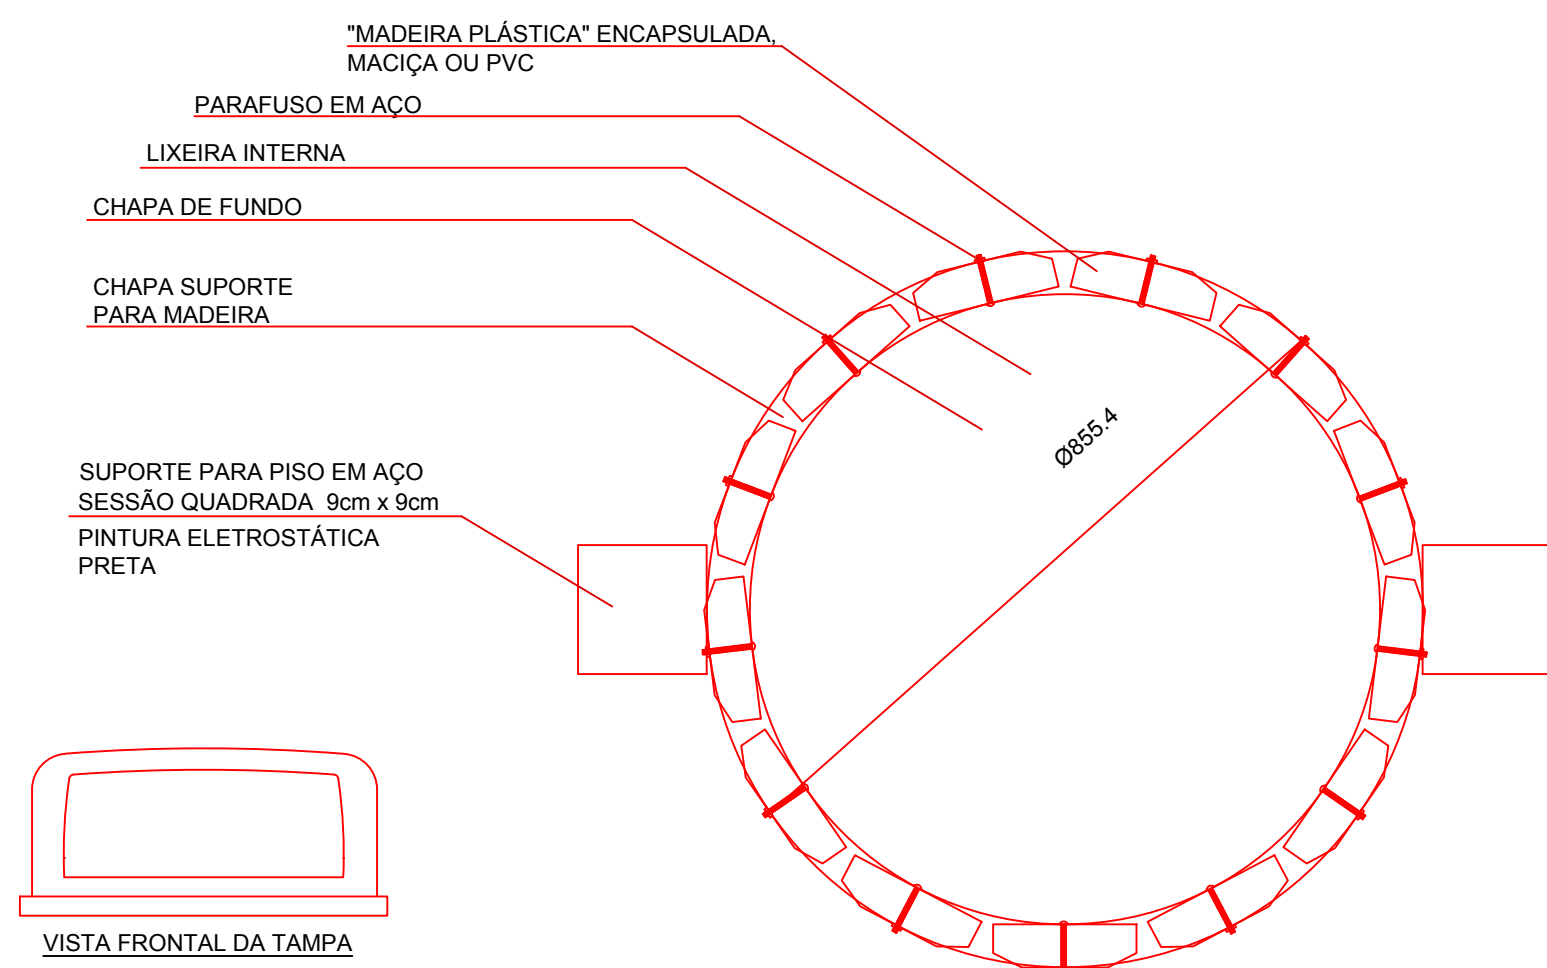 "MADEIRA PLÁSTICA" ENCAPSULADA,
MACIÇA OU PVC
PARAFUSO EM AÇO
LIXEIRA INTERNA
CHAPA DE FUNDO
CHAPA SUPORTE
PARA MADEIRA
SUPORTE PARA PISO EM AÇO
SESSÃO QUADRADA 9cm x 9cm
PINTURA ELETROSTÁTICA
PRETA
Ø855.4
VISTA FRONTAL DA TAMPA